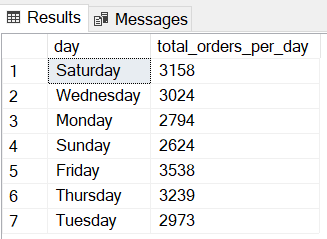 Results Messages
day total_orders_per_day
1 Saturday 3158
2 Wednesday 3024
3 Monday 2794
4 Sunday 2624
5 Friday 3538
6 Thursday 3239
7 Tuesday 2973